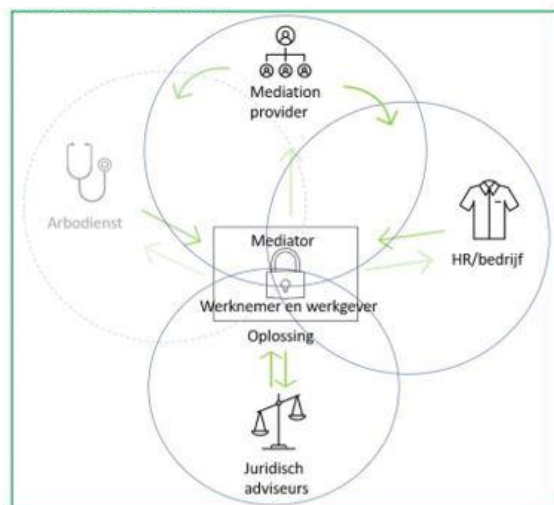 Mediation
provider
Arbodienst
HR/bedrijf
Mediator
Werknemer en werkgever
Oplossing
Juridisch
adviseurs